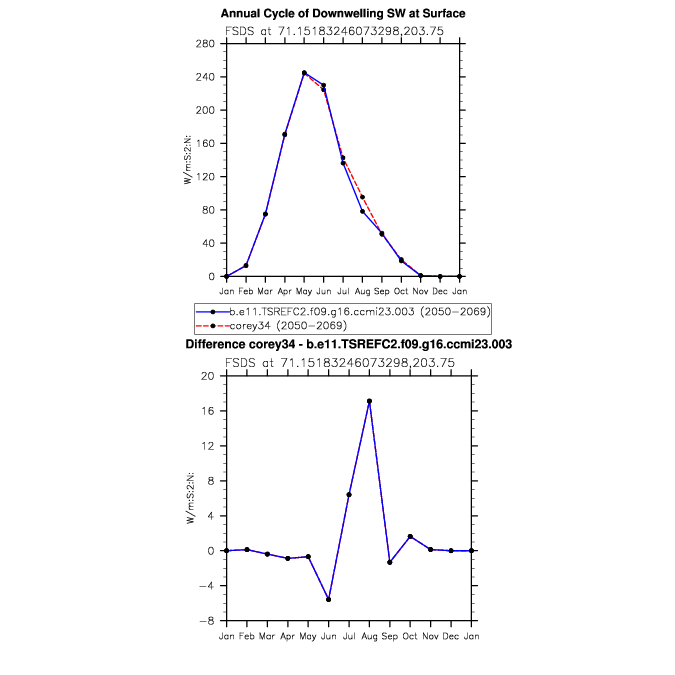 Annual Cycle of Downwelling SW at Surface
FSDS at 71.15183246073298,203.75
280
240
200
160
120
80
40
0
W/m:S:2:N:
Jan Feb Mar Apr May Jun Jul Aug Sep Oct Nov Dec Jan
b.e11.TSREFC2.f09.g16.ccmi23.003 (2050-2069)
corey34 (2050-2069)
Difference corey34 - b.e11.TSREFC2.f09.g16.ccmi23.003
FSDS at 71.15183246073298,203.75
20
16
12
8
4
0
-4
-8
W/m:S:2:N:
Jan Feb Mar Apr May Jun Jul Aug Sep Oct Nov Dec Jan